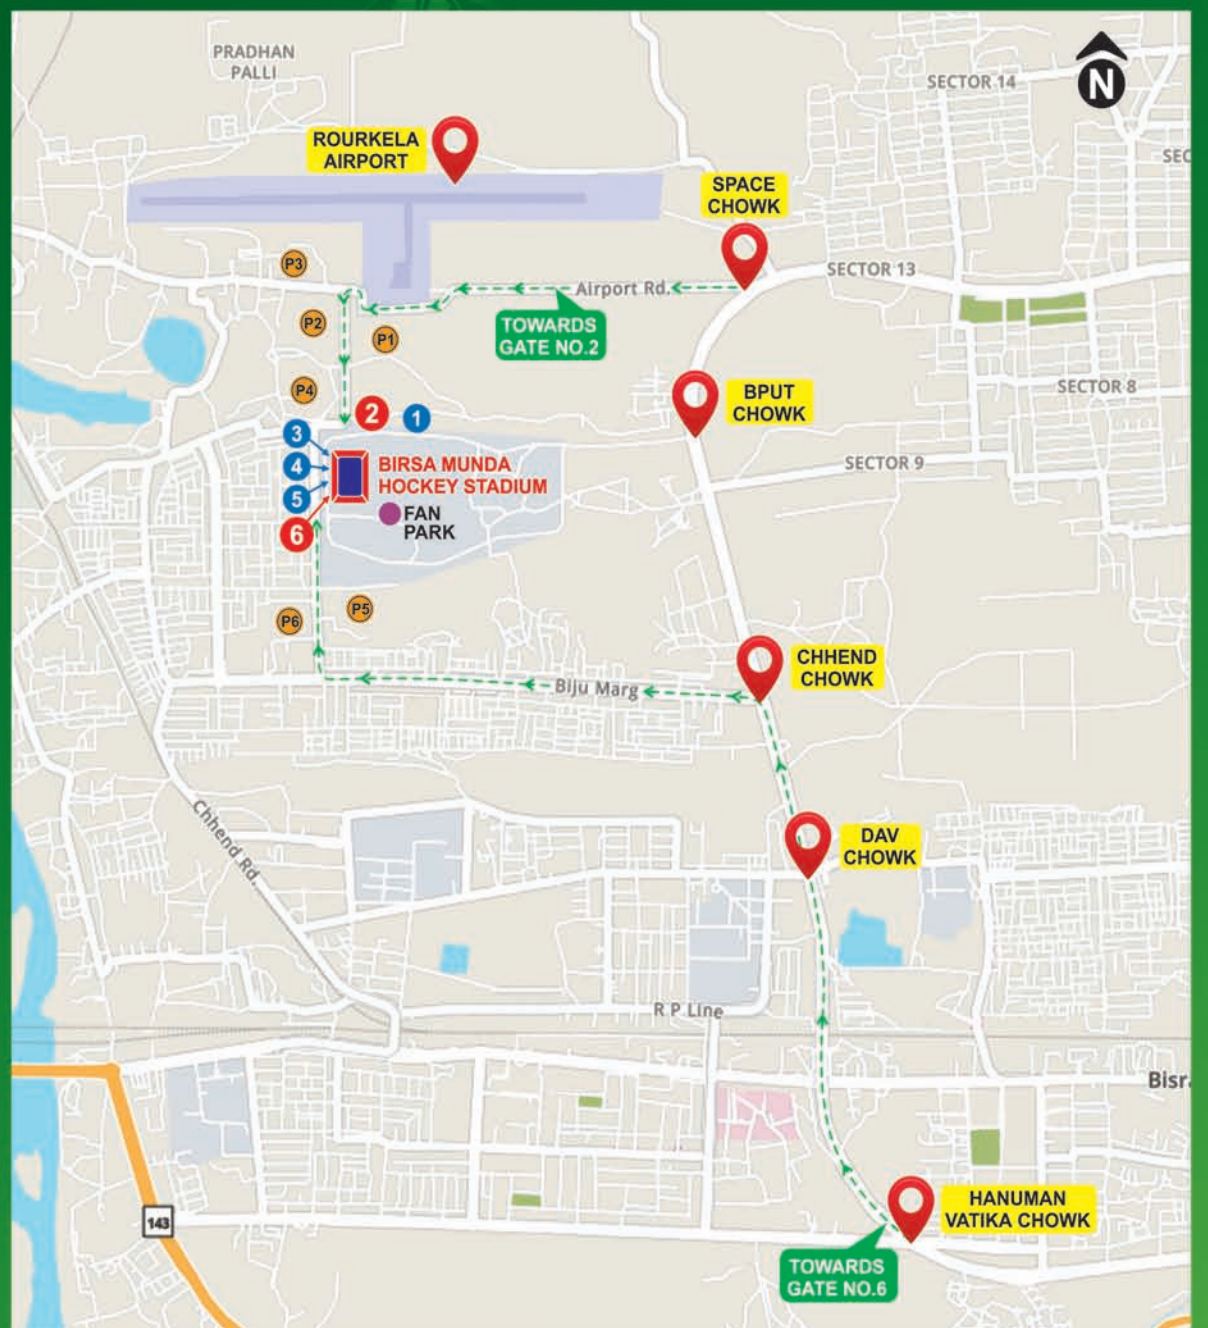 PRADHAN
PALLI
SECTOR 14
N
ROURKELA
AIRPORT
SEC
SPACE
CHOWK
P3
SECTOR 13
Airport Rd.
P2
TOWARDS
GATE NO.2
P1
P4
BPUT
CHOWK
SECTOR 8
2
1
3
4
5
6
BIRSA MUNDA
HOCKEY STADIUM
SECTOR 9
FAN
PARK
P6
P5
CHHEND
CHOWK
Biju Marg
Chhend Rd.
DAV
CHOWK
R P Line
Bisr
HANUMAN
VATIKA CHOWK
143
TOWARDS
GATE NO.6